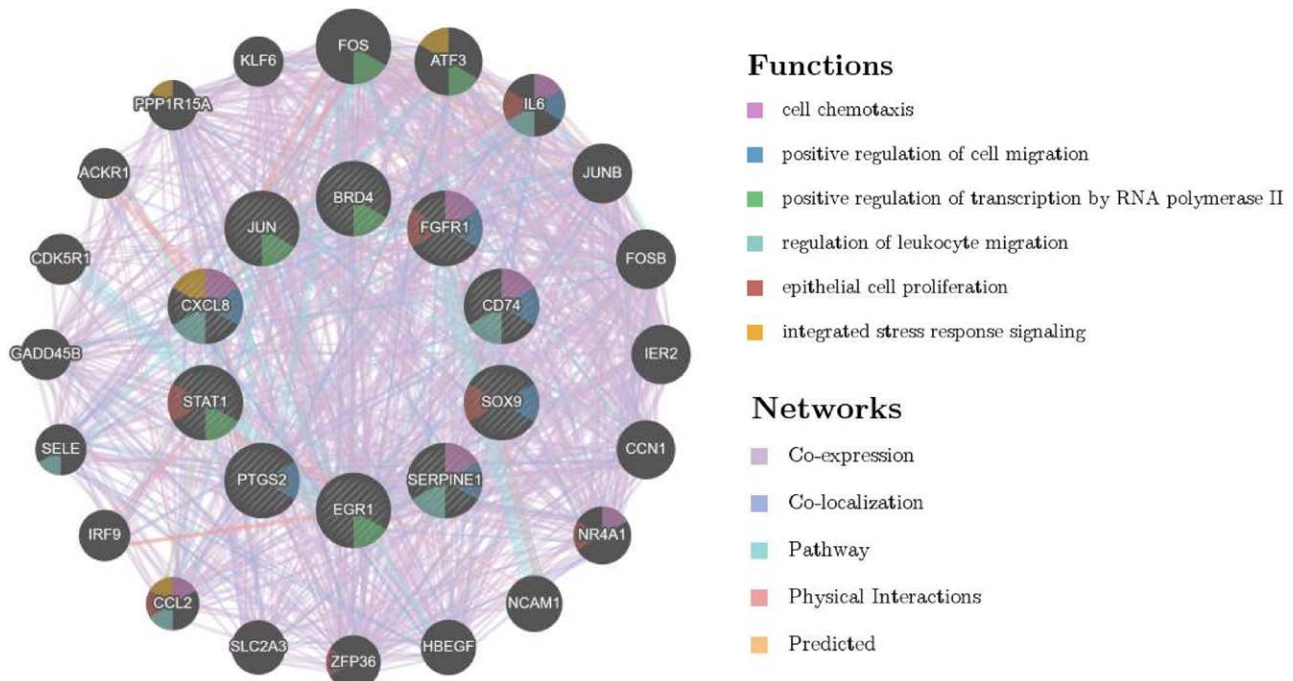 FOS
KLF6
ATF3
PPP1R15A
IL6
ACKR1
JUNB
BRD4
JUN
FGFR1
CDK5R1
FOSB
CXCL8
CD74
GADD45B
IER2
STAT1
SOX9
SELE
CCN1
PTGS2
SERPINE1
EGR1
IRF9
NR4A1
CCL2
NCAM1
SLC2A3
HBEGF
ZFP36
Functions
cell chemotaxis
positive regulation of cell migration
positive regulation of transcription by RNA polymerase II
regulation of leukocyte migration
epithelial cell proliferation
integrated stress response signaling
Networks
Co-expression
Co-localization
Pathway
Physical Interactions
Predicted